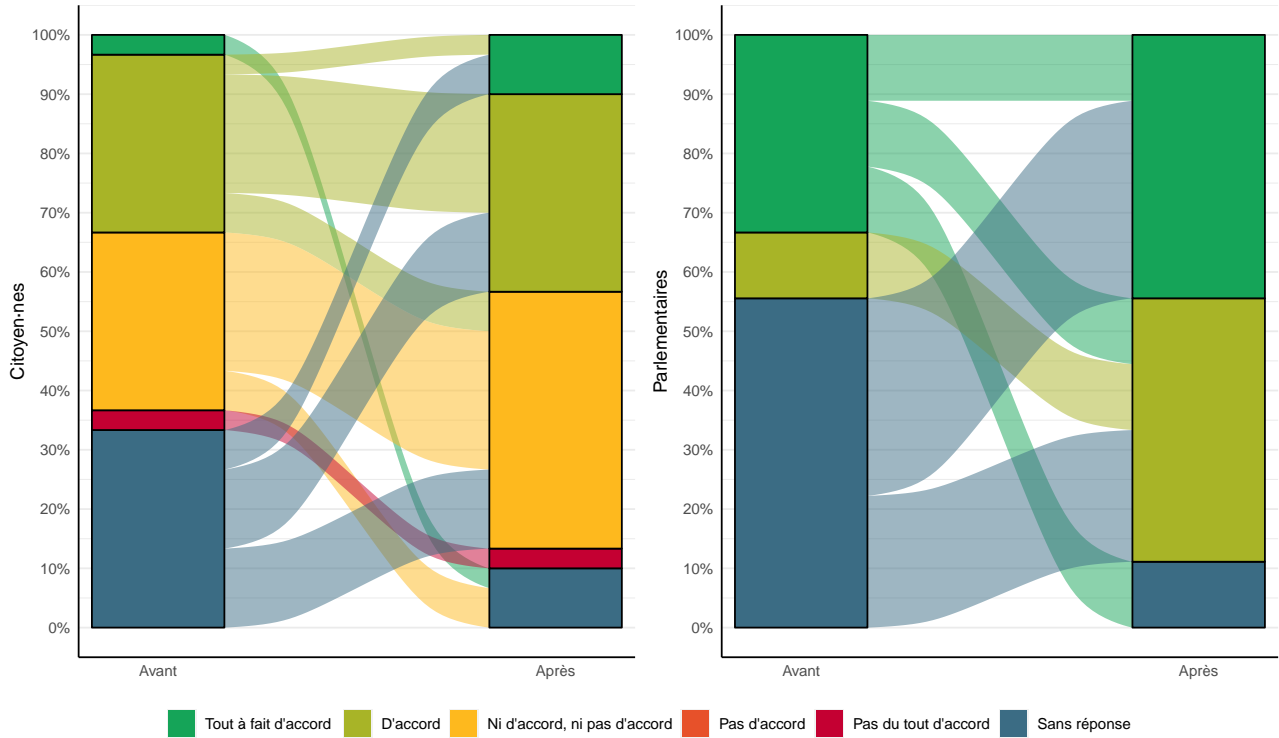 Citoyen·nes
100%
90%
80%
70%
60%
50%
40%
30%
20%
10%
0%
Avant
Après
Parlementaires
100%
90%
80%
70%
60%
50%
40%
30%
20%
10%
0%
Avant
Après
Tout à fait d'accord
D'accord
Ni d'accord, ni pas d'accord
Pas d'accord
Pas du tout d'accord
Sans réponse